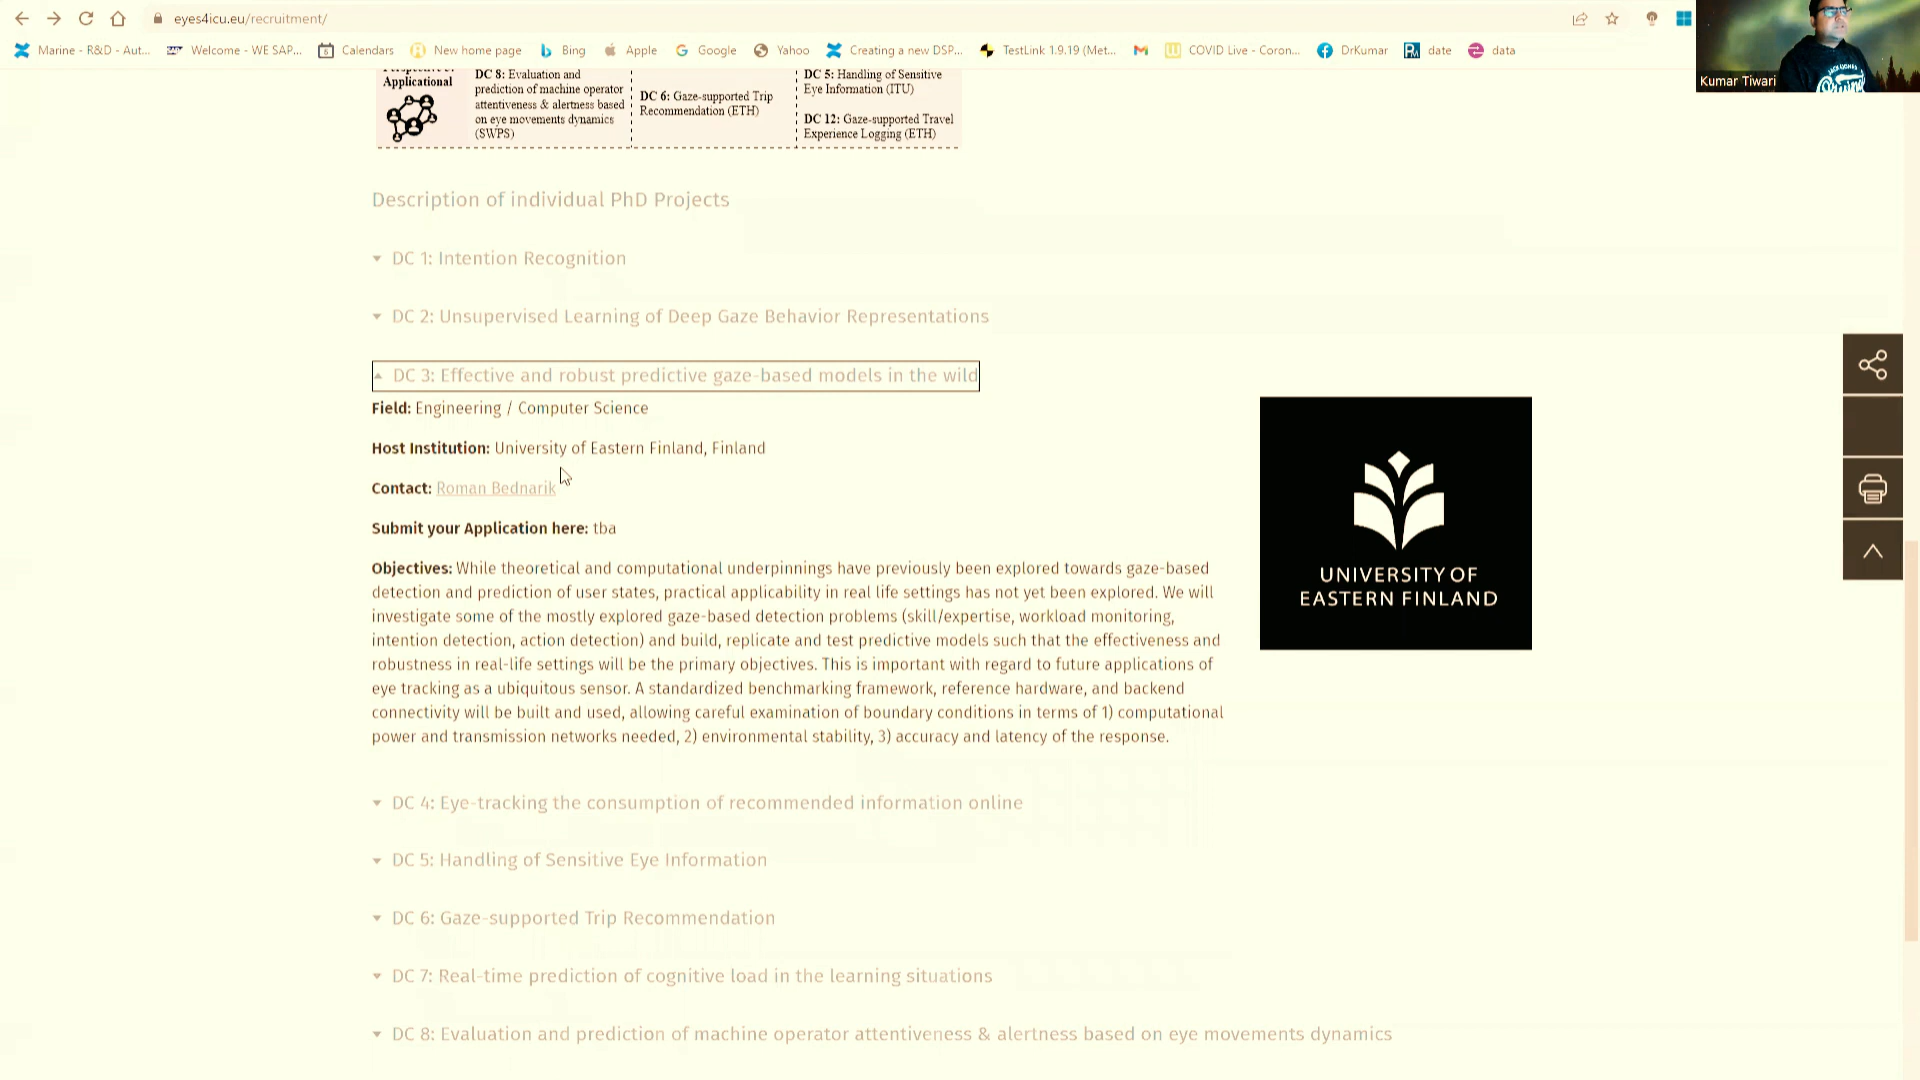 eyes4icu.eu/recruitment/
Marine - R&D - Aut... Welcome - WE SAP... Calendars New home page Bing Apple Google Yahoo Creating a new DSP... TestLink 1.9.19 (Met... COVID Live - Coron... DrKumar date data
Kumar Tiwari
Applicational
DC 8: Evaluation and
prediction of machine operator
attentiveness & alertness based
on eye movements dynamics
(SWPS)
DC 6: Gaze-supported Trip
Recommendation (ETH)
DC 5: Handling of Sensitive
Eye Information (ITU)
DC 12: Gaze-supported Travel
Experience Logging (ETH)
Description of individual PhD Projects
DC 1: Intention Recognition
DC 2: Unsupervised Learning of Deep Gaze Behavior Representations
DC 3: Effective and robust predictive gaze-based models in the wild
Field: Engineering / Computer Science
Host Institution: University of Eastern Finland, Finland
Contact: Roman Bednarik
Submit your Application here: tba
Objectives: While theoretical and computational underpinnings have previously been explored towards gaze-based
detection and prediction of user states, practical applicability in real life settings has not yet been explored. We will
investigate some of the mostly explored gaze-based detection problems (skill/expertise, workload monitoring,
intention detection, action detection) and build, replicate and test predictive models such that the effectiveness and
robustness in real-life settings will be the primary objectives. This is important with regard to future applications of
eye tracking as a ubiquitous sensor. A standardized benchmarking framework, reference hardware, and backend
connectivity will be built and used, allowing careful examination of boundary conditions in terms of 1) computational
power and transmission networks needed, 2) environmental stability, 3) accuracy and latency of the response.
UNIVERSITY OF
EASTERN FINLAND
DC 4: Eye-tracking the consumption of recommended information online
DC 5: Handling of Sensitive Eye Information
DC 6: Gaze-supported Trip Recommendation
DC 7: Real-time prediction of cognitive load in the learning situations
DC 8: Evaluation and prediction of machine operator attentiveness & alertness based on eye movements dynamics